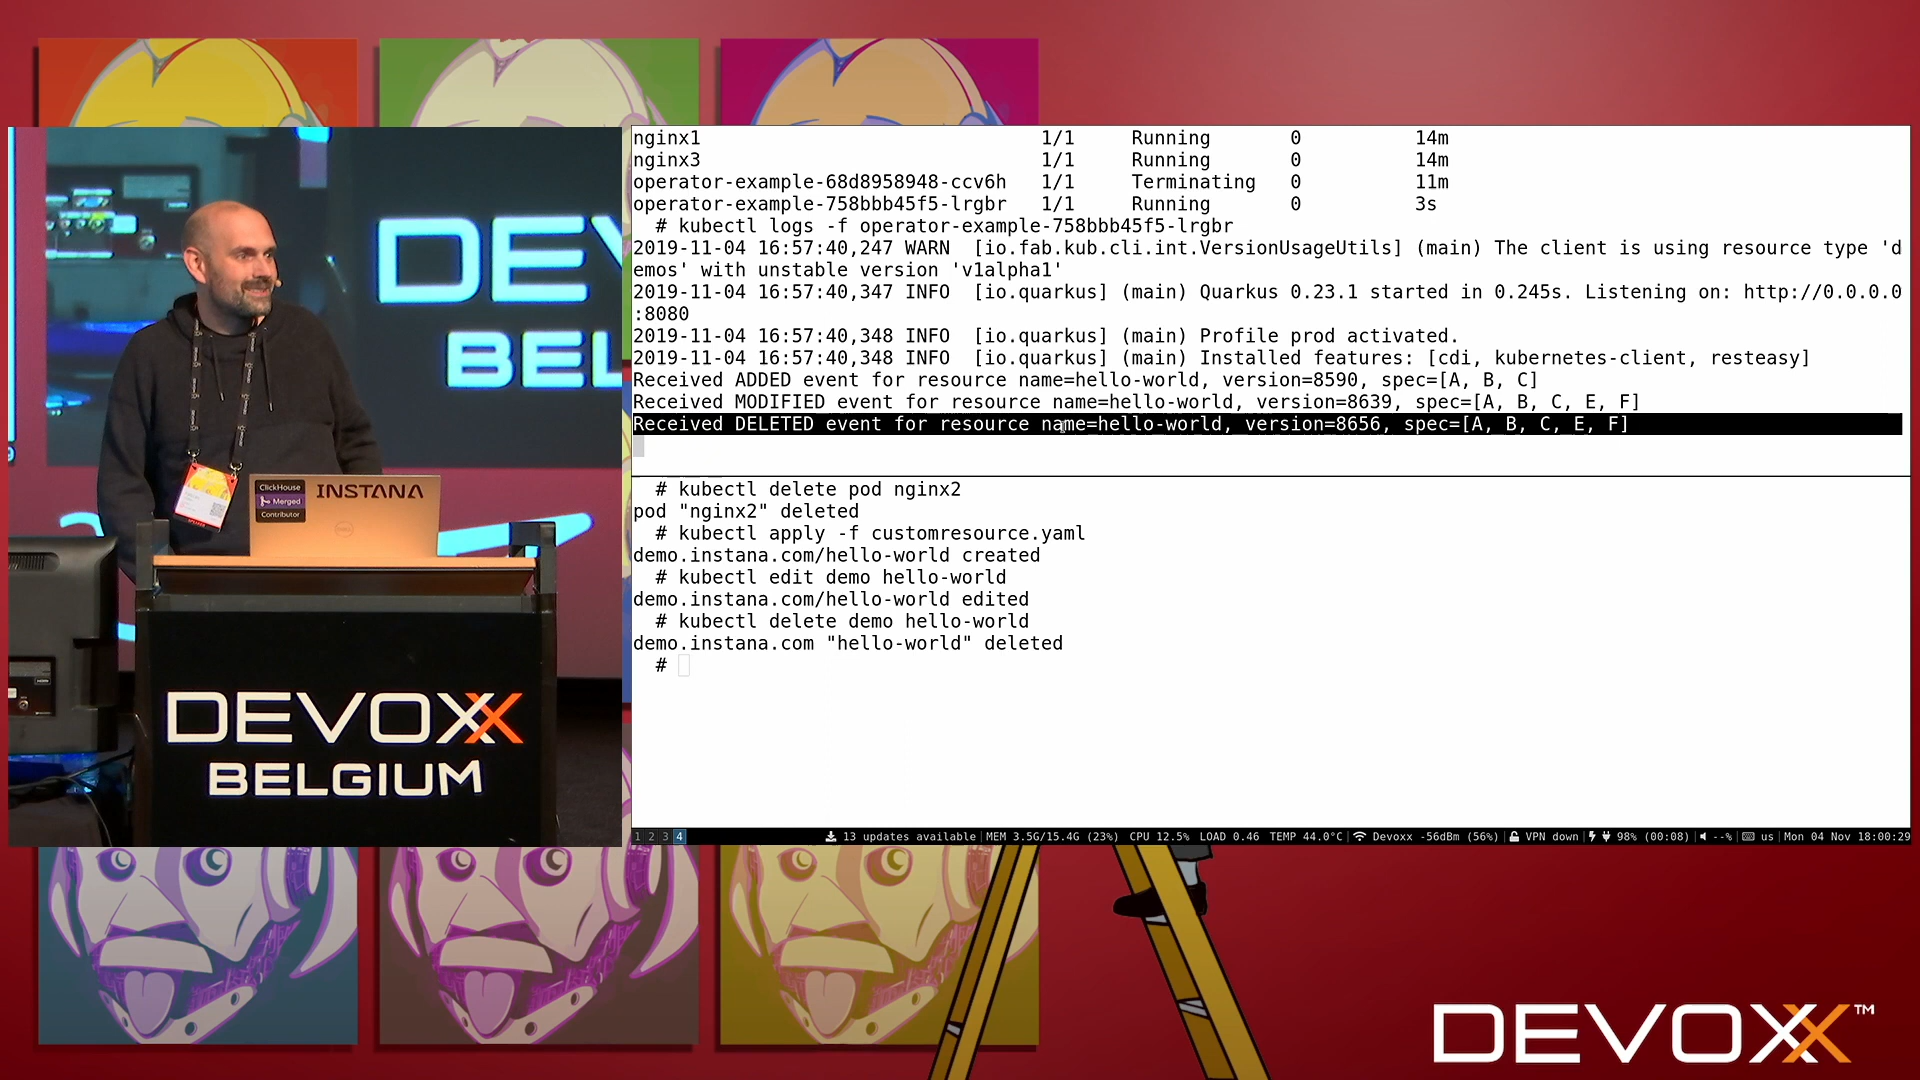 DEV
BEL
ClickHouse
Merged
Contributor
INSTANA
DEVOXX
BELGIUM
nginx1 1/1 Running 0 14m
nginx3 1/1 Running 0 14m
operator-example-68d8958948-ccv6h 1/1 Terminating 0 11m
operator-example-758bbb45f5-lrgbr 1/1 Running 0 3s
# kubectl logs -f operator-example-758bbb45f5-lrgbr
2019-11-04 16:57:40,247 WARN [io.fab.kub.cli.int.VersionUsageUtils] (main) The client is using resource type 'd
emos' with unstable version 'v1alpha1'
2019-11-04 16:57:40,347 INFO [io.quarkus] (main) Quarkus 0.23.1 started in 0.245s. Listening on: http://0.0.0.0
:8080
2019-11-04 16:57:40,348 INFO [io.quarkus] (main) Profile prod activated.
2019-11-04 16:57:40,348 INFO [io.quarkus] (main) Installed features: [cdi, kubernetes-client, resteasy]
Received ADDED event for resource name=hello-world, version=8590, spec=[A, B, C]
Received MODIFIED event for resource name=hello-world, version=8639, spec=[A, B, C, E, F]
Received DELETED event for resource name=hello-world, version=8656, spec=[A, B, C, E, F]
# kubectl delete pod nginx2
pod "nginx2" deleted
# kubectl apply -f customresource.yaml
demo.instana.com/hello-world created
# kubectl edit demo hello-world
demo.instana.com/hello-world edited
# kubectl delete demo hello-world
demo.instana.com "hello-world" deleted
#
1 2 3 4 13 updates available MEM 3.5G/15.4G (23%) CPU 12.5% LOAD 0.46 TEMP 44.0°C Devoxx -56dBm (56%) VPN down 98% (00:08) --% us Mon 04 Nov 18:00:29
DEVOXX™